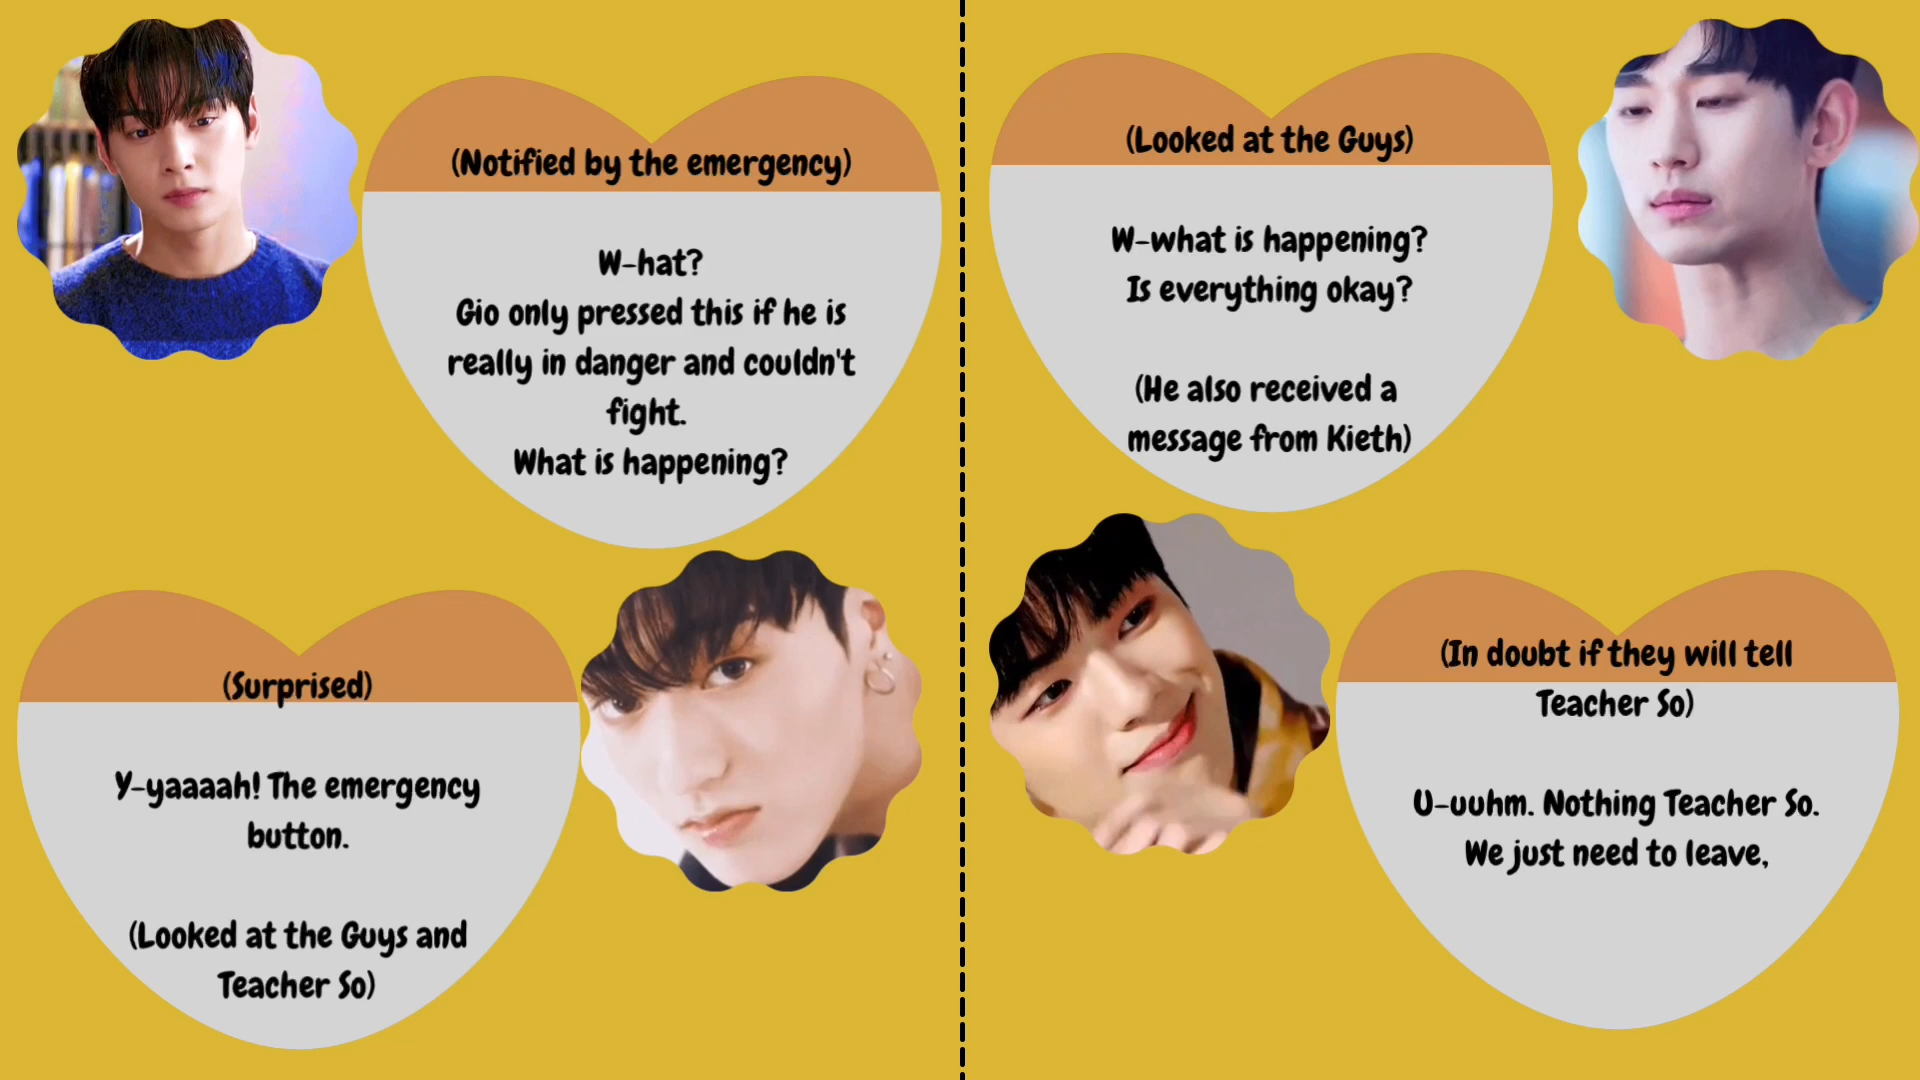 (Notified by the emergency)
W-hat?
Gio only pressed this if he is
really in danger and couldn't
fight.
What is happening?
(Surprised)
Y-yaaaah! The emergency
button.
(Looked at the Guys and
Teacher So)
(Looked at the Guys)
W-what is happening?
Is everything okay?
(He also received a
message from Kieth)
(In doubt if they will tell
Teacher So)
U-uuhm. Nothing Teacher So.
We just need to leave,